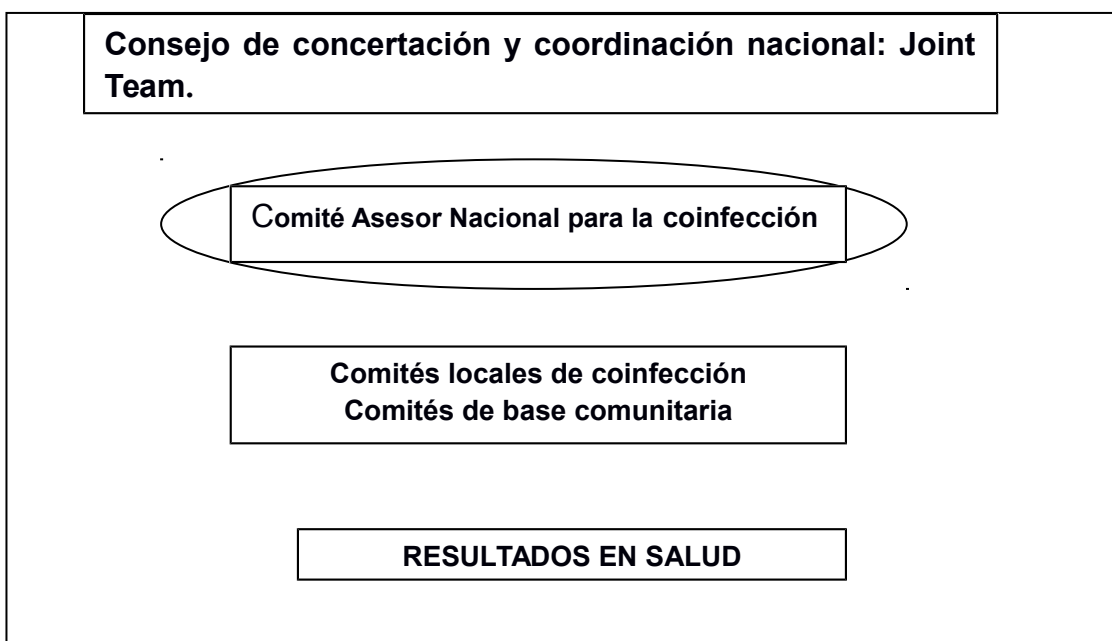 Consejo de concertación y coordinación nacional: Joint
Team.
Comité Asesor Nacional para la coinfección
Comités locales de coinfección
Comités de base comunitaria
RESULTADOS EN SALUD